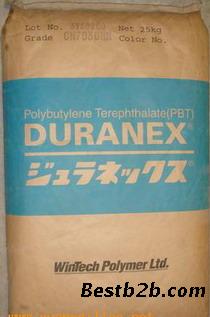 Lot No. Net 25kg
Grade Color No.
Polybutylene Terephthalate(PBT)
DURANEX®
ジュラネックス®
WinTech Polymer Ltd.
Bestb2b.com